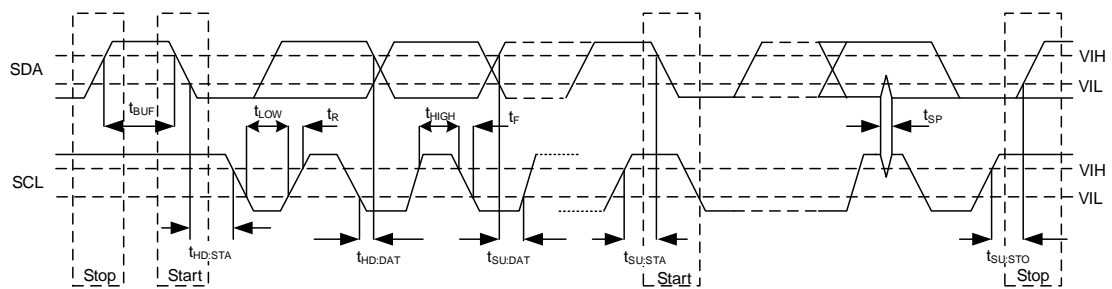 SDA
VIH
VIL
tBUF
tLOW
tR
tHIGH
tF
tSP
SCL
VIH
VIL
tHD:STA
tHD:DAT
tSU:DAT
tSU:STA
tSU:STO
Stop
Start
Start
Stop